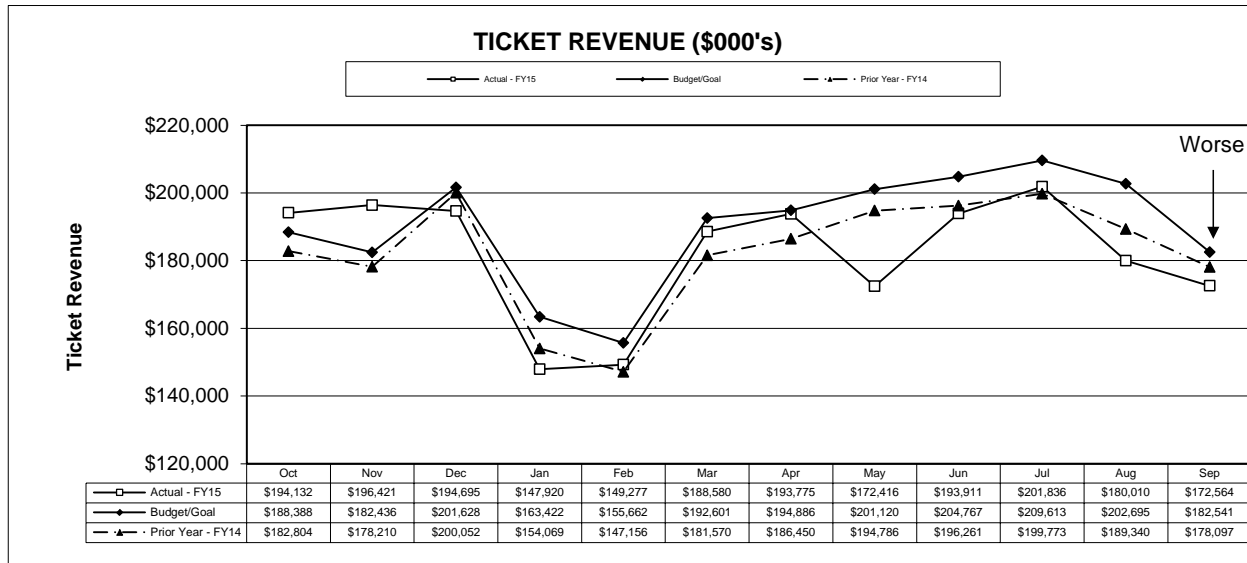 TICKET REVENUE ($000's)
Actual - FY15 Budget/Goal Prior Year - FY14
Ticket Revenue
$220,000
$200,000
$180,000
$160,000
$140,000
$120,000
Worse
Oct Nov Dec Jan Feb Mar Apr May Jun Jul Aug Sep
Actual - FY15 $194,132 $196,421 $194,695 $147,920 $149,277 $188,580 $193,775 $172,416 $193,911 $201,836 $180,010 $172,564
Budget/Goal $188,388 $182,436 $201,628 $163,422 $155,662 $192,601 $194,886 $201,120 $204,767 $209,613 $202,695 $182,541
Prior Year - FY14 $182,804 $178,210 $200,052 $154,069 $147,156 $181,570 $186,450 $194,786 $196,261 $199,773 $189,340 $178,097